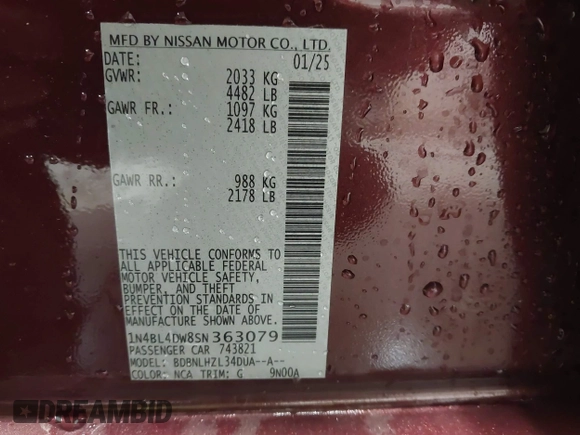 MFD BY NISSAN MOTOR CO., LTD.
DATE: 01/25
GVWR: 2033 KG
4482 LB
GAWR FR.: 1097 KG
2418 LB
GAWR RR.: 988 KG
2178 LB
THIS VEHICLE CONFORMS TO
ALL APPLICABLE FEDERAL
MOTOR VEHICLE SAFETY,
BUMPER, AND THEFT
PREVENTION STANDARDS IN
EFFECT ON THE DATE OF
MANUFACTURE SHOWN ABOVE.
1N4BL4DW8SN363079
PASSENGER CAR 743821
MODEL: BDBNLHZL34DUA--A--
COLOR: NCA TRIM: G 9N00A
DREAMBID